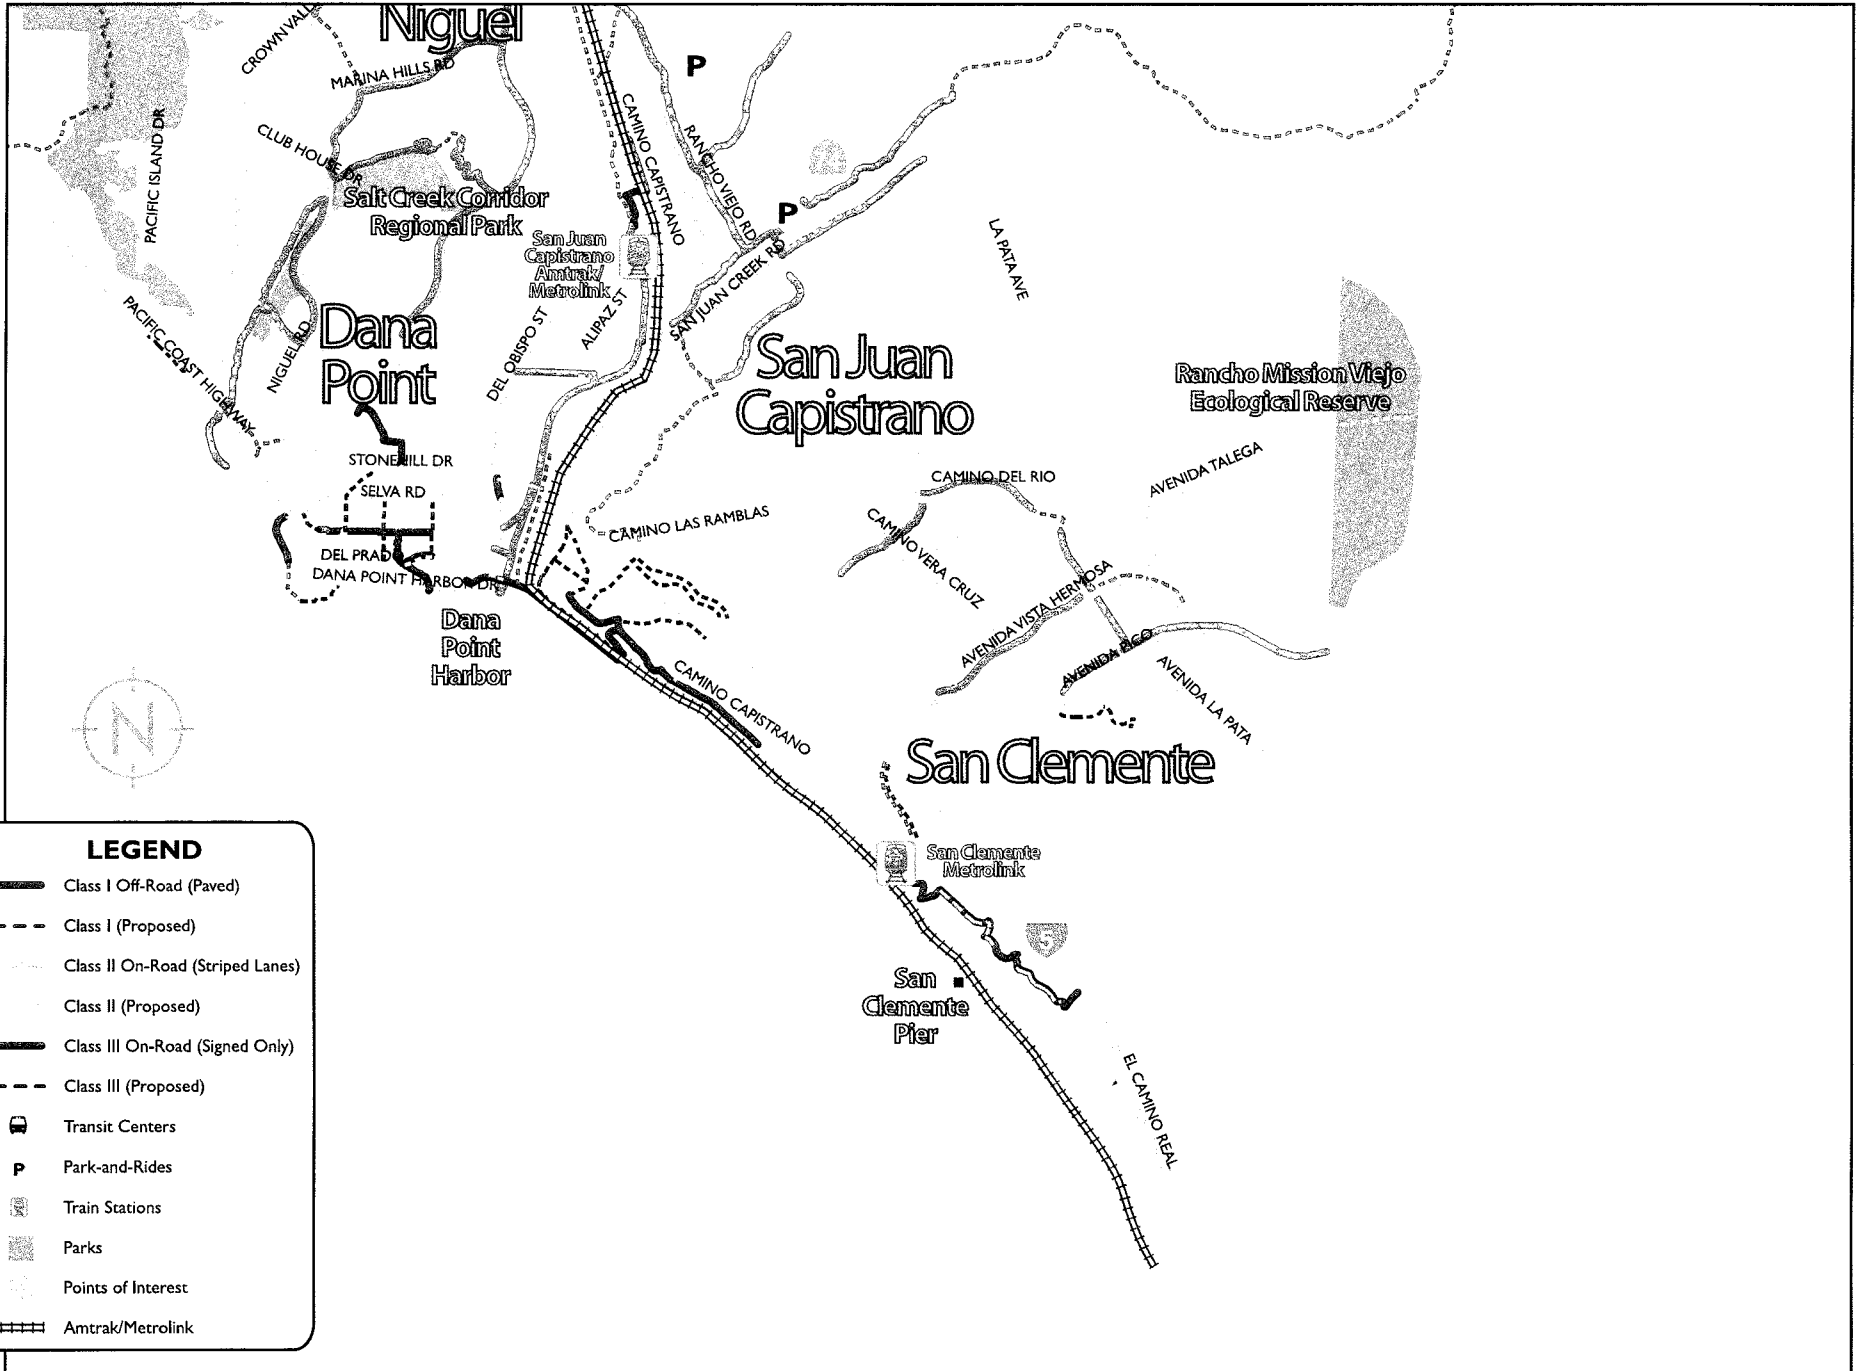 Niguel
CROWN VALL
MARINA HILLS RD
P
PACIFIC ISLAND DR
CLUB HOUSE DR
CAMINO CAPISTRANO
RANCHO VIEJO RD
Salt Creek Corridor
Regional Park
P
San Juan
Capistrano
Amtrak/
Metrolink
SAN JUAN CREEK RD
LA PATA AVE
PACIFIC COAST HIGHWAY
NIGUEL RD
Dana
Point
DEL OBISPO ST
ALIPAZ ST
San Juan
Capistrano
Rancho Mission Viejo
Ecological Reserve
STONEHILL DR
SELVA RD
CAMINO DEL RIO
AVENIDA TALEGA
CAMINO LAS RAMBLAS
CAMINO VERA CRUZ
DEL PRADO
DANA POINT HARBOR DR
Dana
Point
Harbor
AVENIDA VISTA HERMOSA
AVENIDA PICO
AVENIDA LA PATA
CAMINO CAPISTRANO
N
San Clemente
San Clemente
Metrolink
5
San
Clemente
Pier
EL CAMINO REAL
LEGEND
Class I Off-Road (Paved)
Class I (Proposed)
Class II On-Road (Striped Lanes)
Class II (Proposed)
Class III On-Road (Signed Only)
Class III (Proposed)
Transit Centers
P Park-and-Rides
Train Stations
Parks
Points of Interest
Amtrak/Metrolink